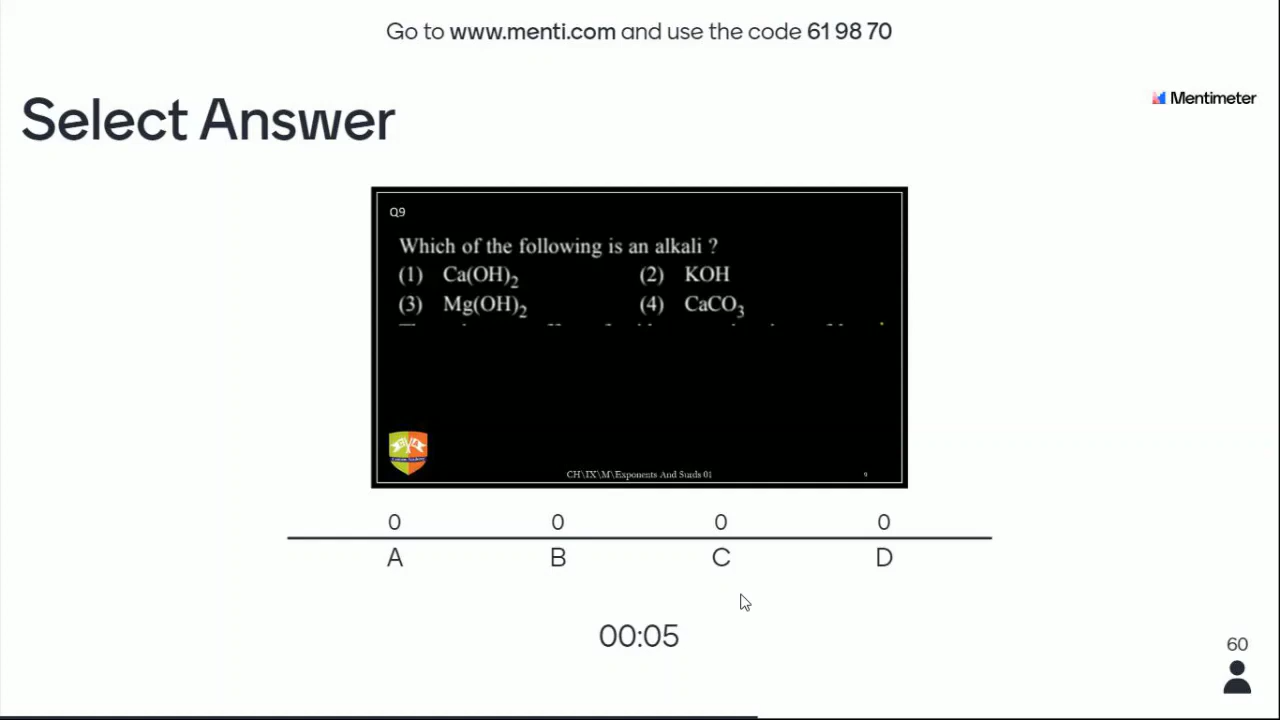 Go to www.menti.com and use the code 61 98 70
Select Answer
Mentimeter
Q9
Which of the following is an alkali ?
(1) Ca(OH)₂ (2) KOH
(3) Mg(OH)₂ (4) CaCO₃
CH\IX\M\Exponents And Surds 01
9
0 0 0 0
A B C D
00:05
60